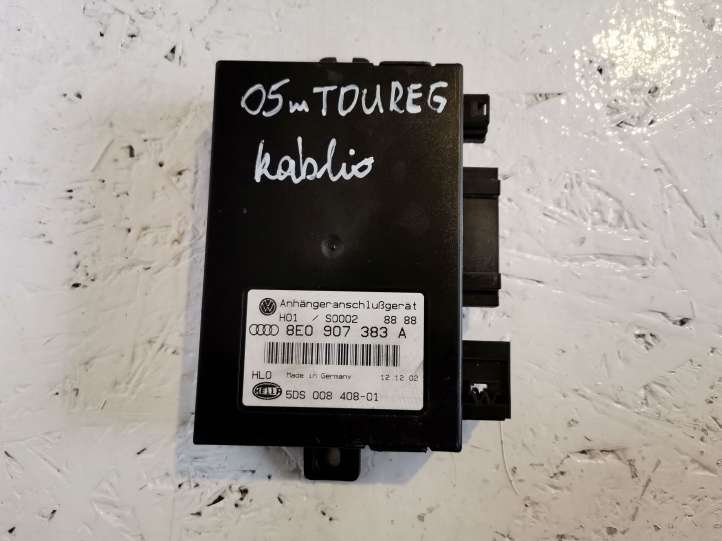 05m TOUREG
kablio
Anhängeranschlußgerät
H01 / S0002 88 88
8E0 907 383 A
HLO Made in Germany 12.12.02
HELLA 5DS 008 408-01